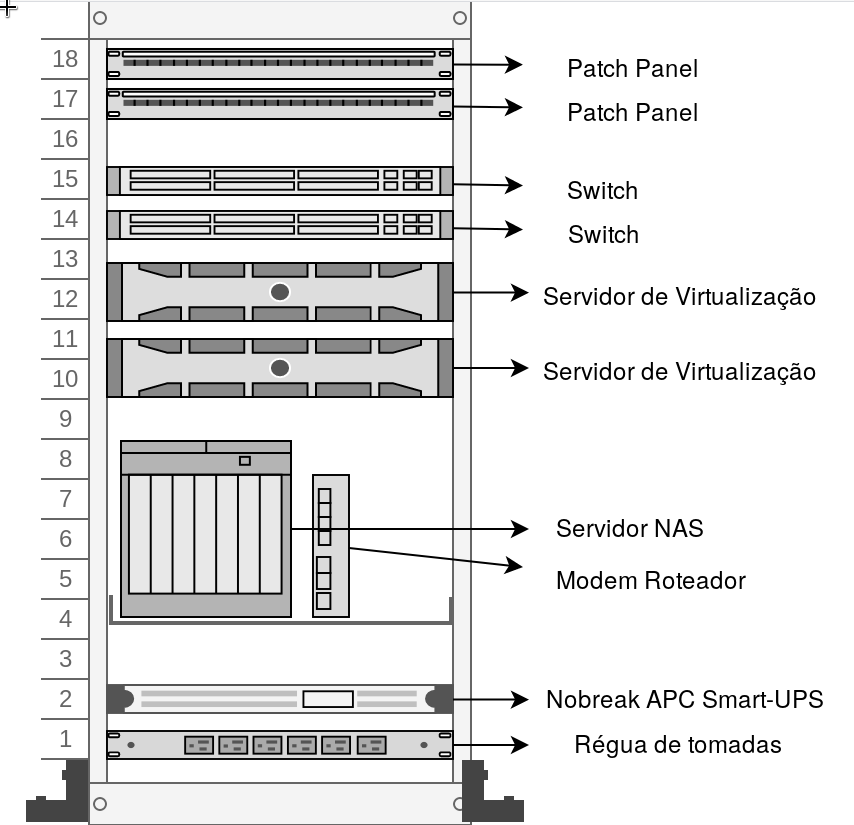 18 Patch Panel
17 Patch Panel
16
15 Switch
14 Switch
13
12 Servidor de Virtualização
11
10 Servidor de Virtualização
9
8
7
6 Servidor NAS
5 Modem Roteador
4
3
2 Nobreak APC Smart-UPS
1 Régua de tomadas